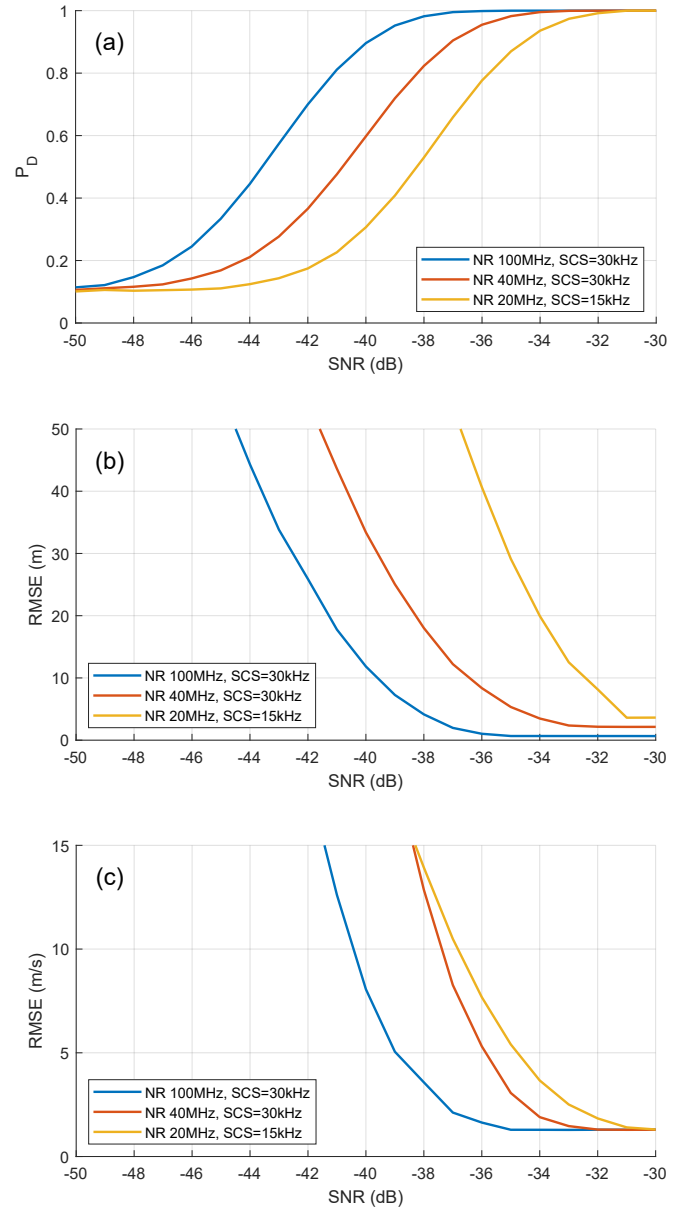 (a)
1
0.8
0.6
0.4
0.2
0
P_D
-50 -48 -46 -44 -42 -40 -38 -36 -34 -32 -30
SNR (dB)
NR 100MHz, SCS=30kHz
NR 40MHz, SCS=30kHz
NR 20MHz, SCS=15kHz
(b)
50
40
30
20
10
0
RMSE (m)
-50 -48 -46 -44 -42 -40 -38 -36 -34 -32 -30
SNR (dB)
NR 100MHz, SCS=30kHz
NR 40MHz, SCS=30kHz
NR 20MHz, SCS=15kHz
(c)
15
10
5
0
RMSE (m/s)
-50 -48 -46 -44 -42 -40 -38 -36 -34 -32 -30
SNR (dB)
NR 100MHz, SCS=30kHz
NR 40MHz, SCS=30kHz
NR 20MHz, SCS=15kHz